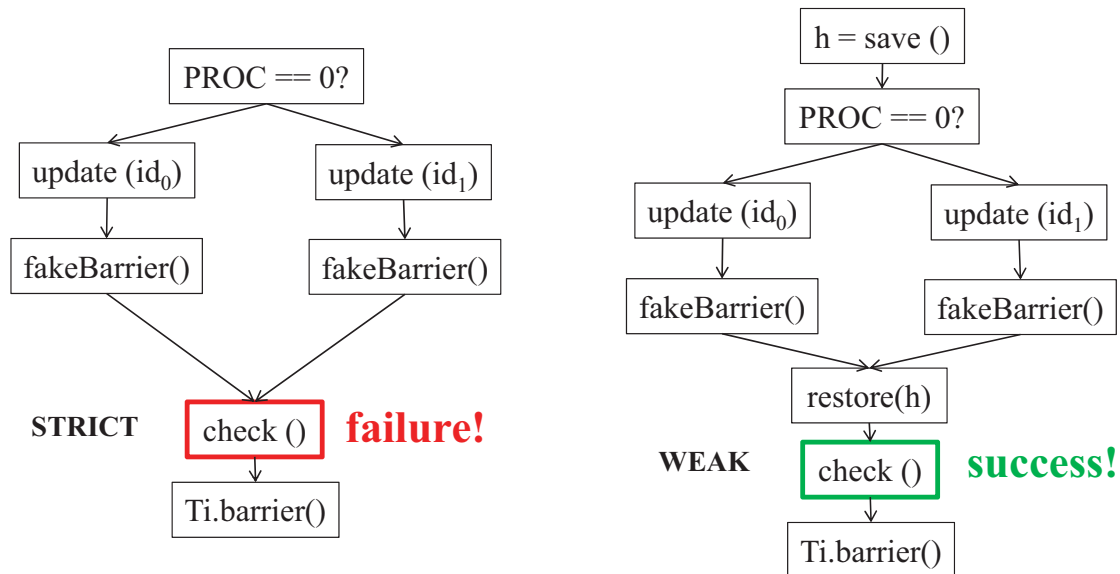 PROC == 0?
update (id₀)
update (id₁)
fakeBarrier()
fakeBarrier()
STRICT
check ()
failure!
Ti.barrier()
h = save ()
PROC == 0?
update (id₀)
update (id₁)
fakeBarrier()
fakeBarrier()
restore(h)
WEAK
check ()
success!
Ti.barrier()